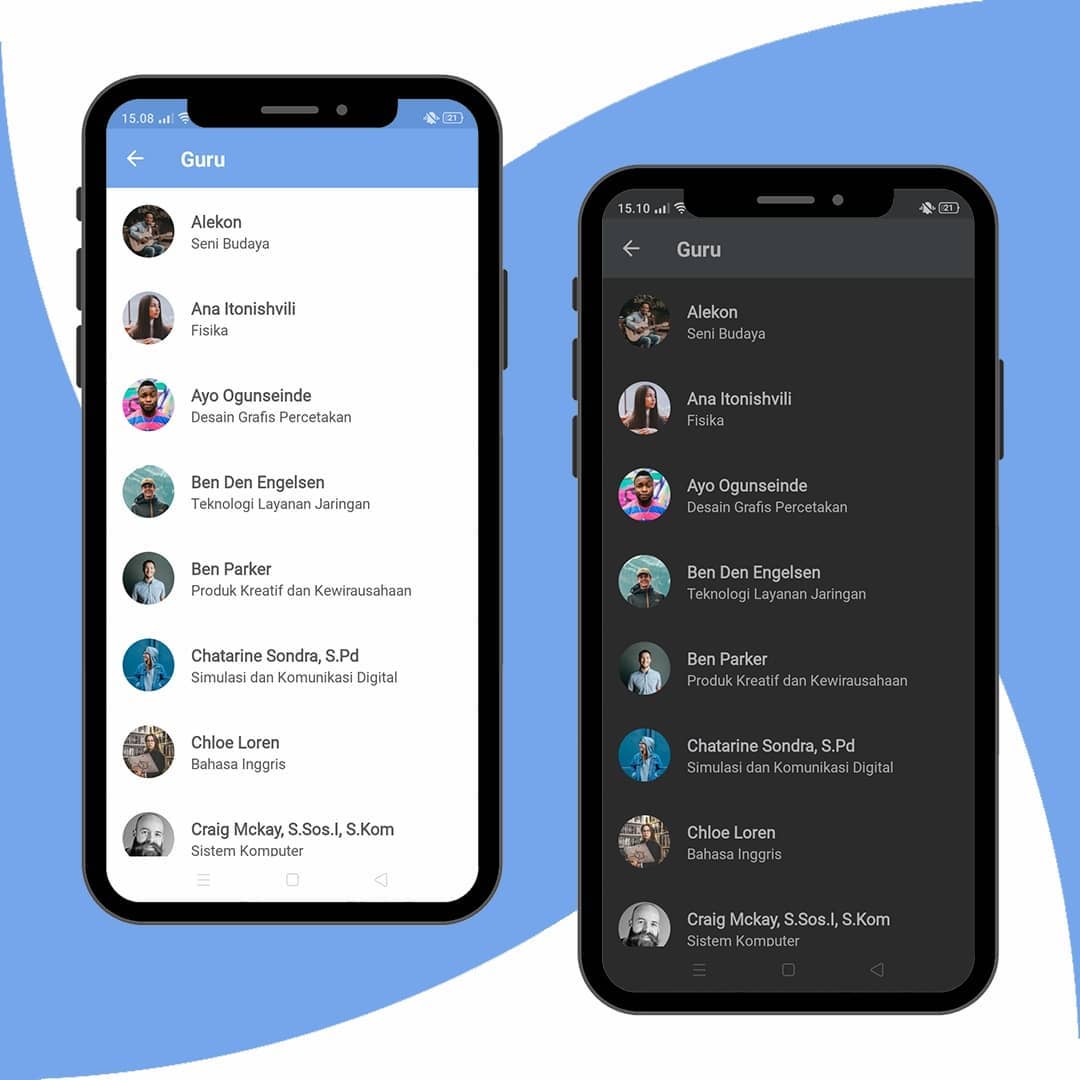 15.08
21
Guru
Alekon
Seni Budaya
Ana Itonishvili
Fisika
Ayo Ogunseinde
Desain Grafis Percetakan
Ben Den Engelsen
Teknologi Layanan Jaringan
Ben Parker
Produk Kreatif dan Kewirausahaan
Chatarine Sondra, S.Pd
Simulasi dan Komunikasi Digital
Chloe Loren
Bahasa Inggris
Craig Mckay, S.Sos.I, S.Kom
Sistem Komputer
15.10
21
Guru
Alekon
Seni Budaya
Ana Itonishvili
Fisika
Ayo Ogunseinde
Desain Grafis Percetakan
Ben Den Engelsen
Teknologi Layanan Jaringan
Ben Parker
Produk Kreatif dan Kewirausahaan
Chatarine Sondra, S.Pd
Simulasi dan Komunikasi Digital
Chloe Loren
Bahasa Inggris
Craig Mckay, S.Sos.I, S.Kom
Sistem Komputer